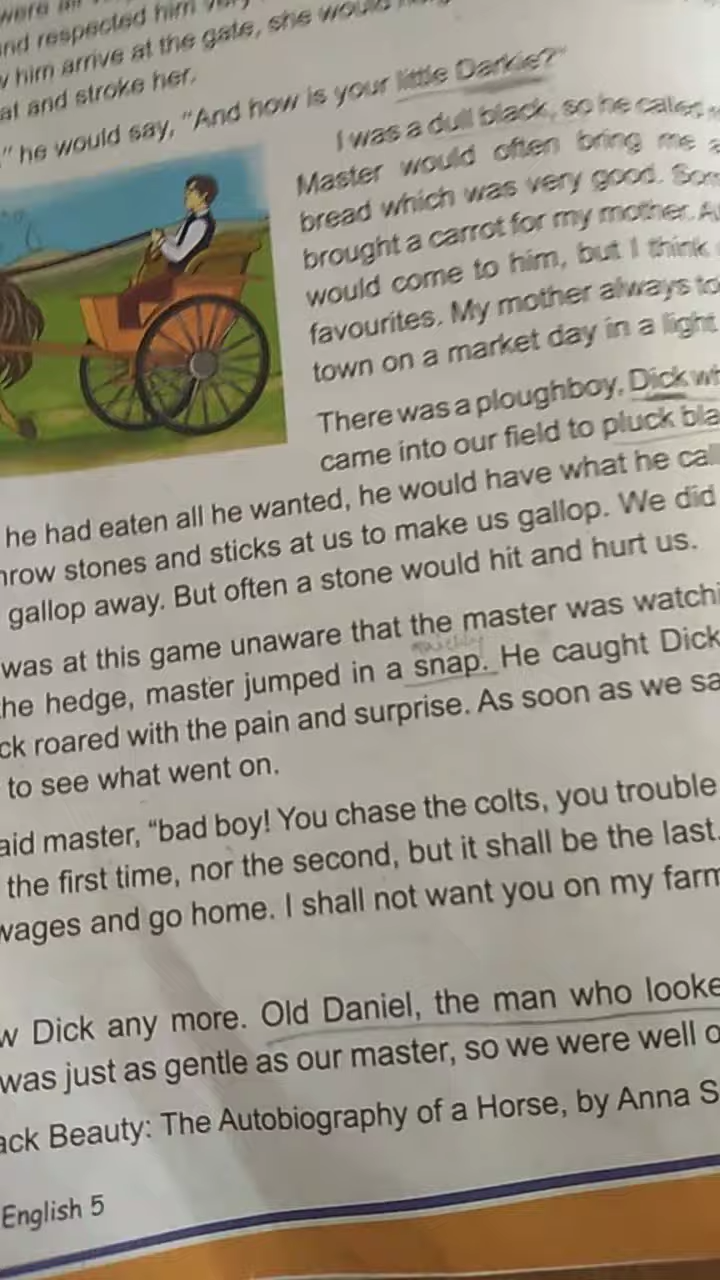 were all
and respected him very
him arrive at the gate, she would
at and stroke her.
" he would say, "And how is your little Darkie?"
I was a dull black, so he called
Master would often bring me
bread which was very good. Som
brought a carrot for my mother. A
would come to him, but I think
favourites. My mother always to
town on a market day in a light
There was a ploughboy, Dick wh
came into our field to pluck bla
he had eaten all he wanted, he would have what he cal
hrow stones and sticks at us to make us gallop. We did
gallop away. But often a stone would hit and hurt us.
was at this game unaware that the master was watchi
the hedge, master jumped in a snap. He caught Dick
ck roared with the pain and surprise. As soon as we sa
to see what went on.
aid master, "bad boy! You chase the colts, you trouble
the first time, nor the second, but it shall be the last.
wages and go home. I shall not want you on my farm
w Dick any more. Old Daniel, the man who looke
was just as gentle as our master, so we were well o
ack Beauty: The Autobiography of a Horse, by Anna S
English 5